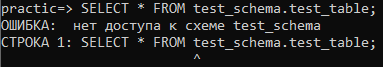 practic=> SELECT * FROM test_schema.test_table;
ОШИБКА:  нет доступа к схеме test_schema
СТРОКА 1: SELECT * FROM test_schema.test_table;
^